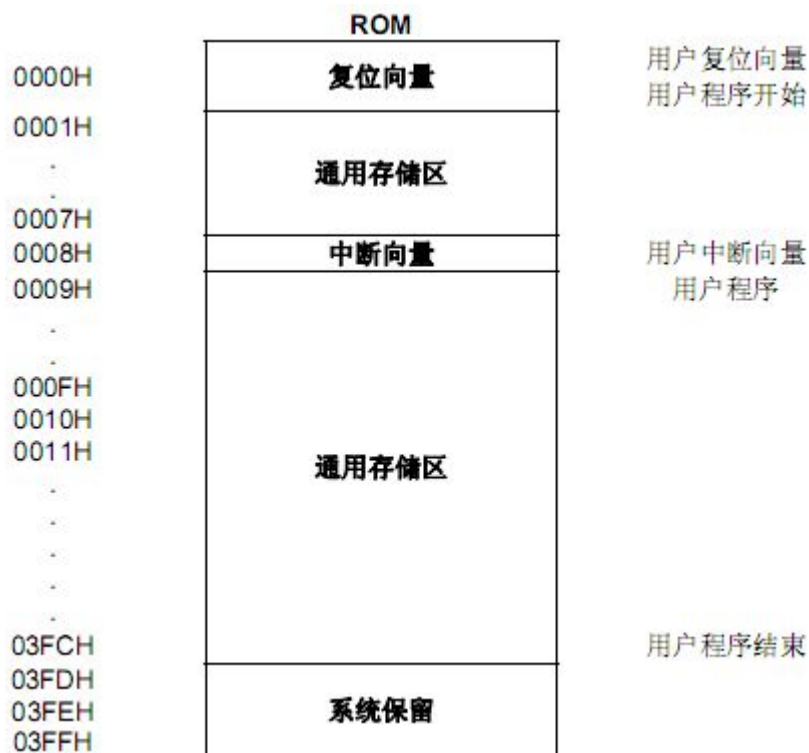 ROM
0000H 复位向量 用户复位向量
用户程序开始
0001H
.
通用存储区
.
0007H
0008H 中断向量 用户中断向量
0009H 用户程序
.
.
000FH
0010H
0011H
通用存储区
.
.
.
.
.
03FCH 用户程序结束
03FDH
03FEH 系统保留
03FFH